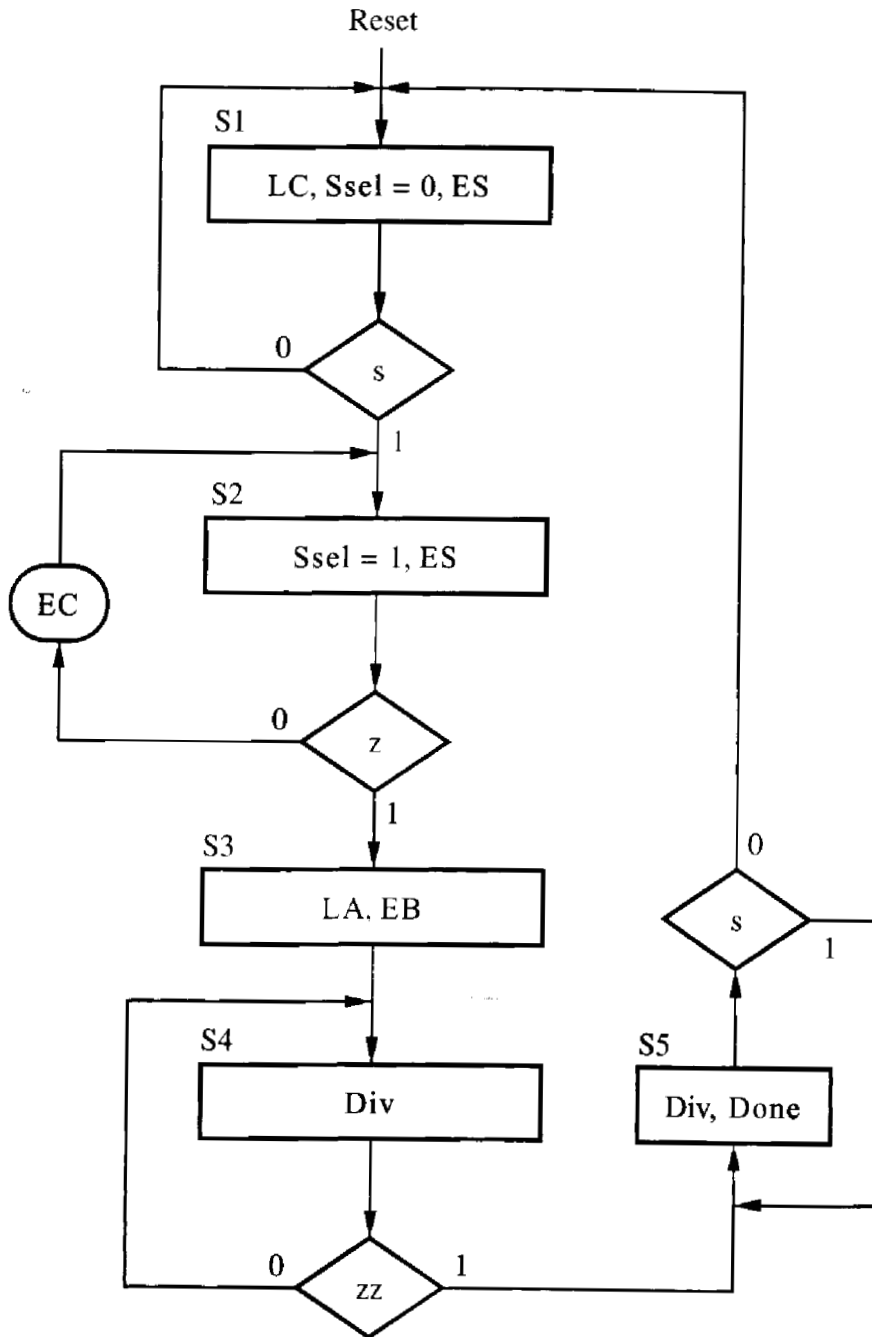 Reset
S1
LC, Ssel = 0, ES
0
s
1
S2
Ssel = 1, ES
EC
0
z
1
S3
LA, EB
0
s
1
S4
Div
S5
Div, Done
0
zz
1